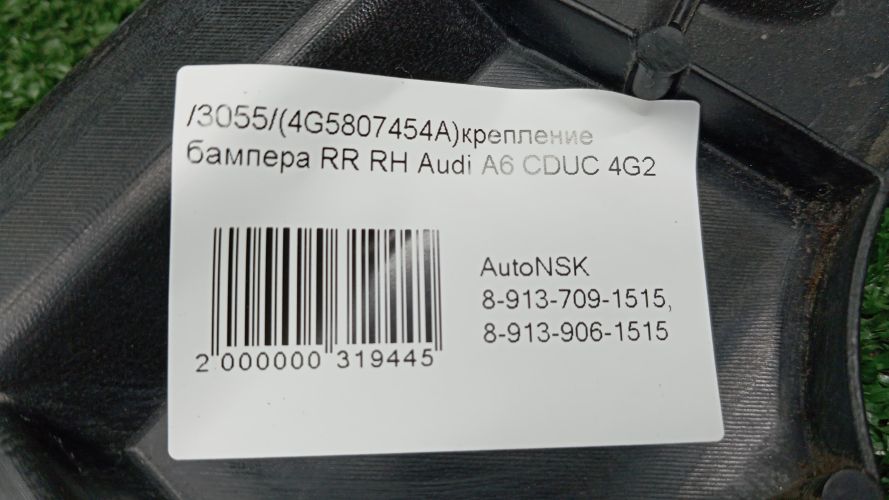 /3055/(4G5807454A)крепление
бампера RR RH Audi A6 CDUC 4G2
AutoNSK
8-913-709-1515,
8-913-906-1515
2 000000 319445